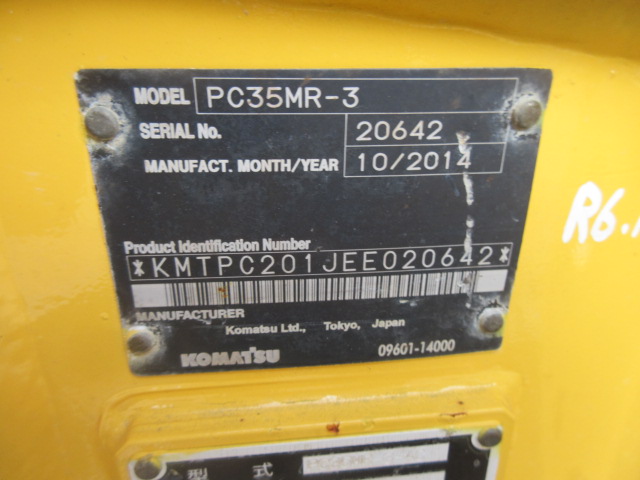 MODEL PC35MR-3
SERIAL No. 20642
MANUFACT. MONTH/YEAR 10/2014
Product Identification Number
*KMTPC201JEE020642*
MANUFACTURER
Komatsu Ltd., Tokyo, Japan
KOMATSU 09601-14000
R6.
型 式